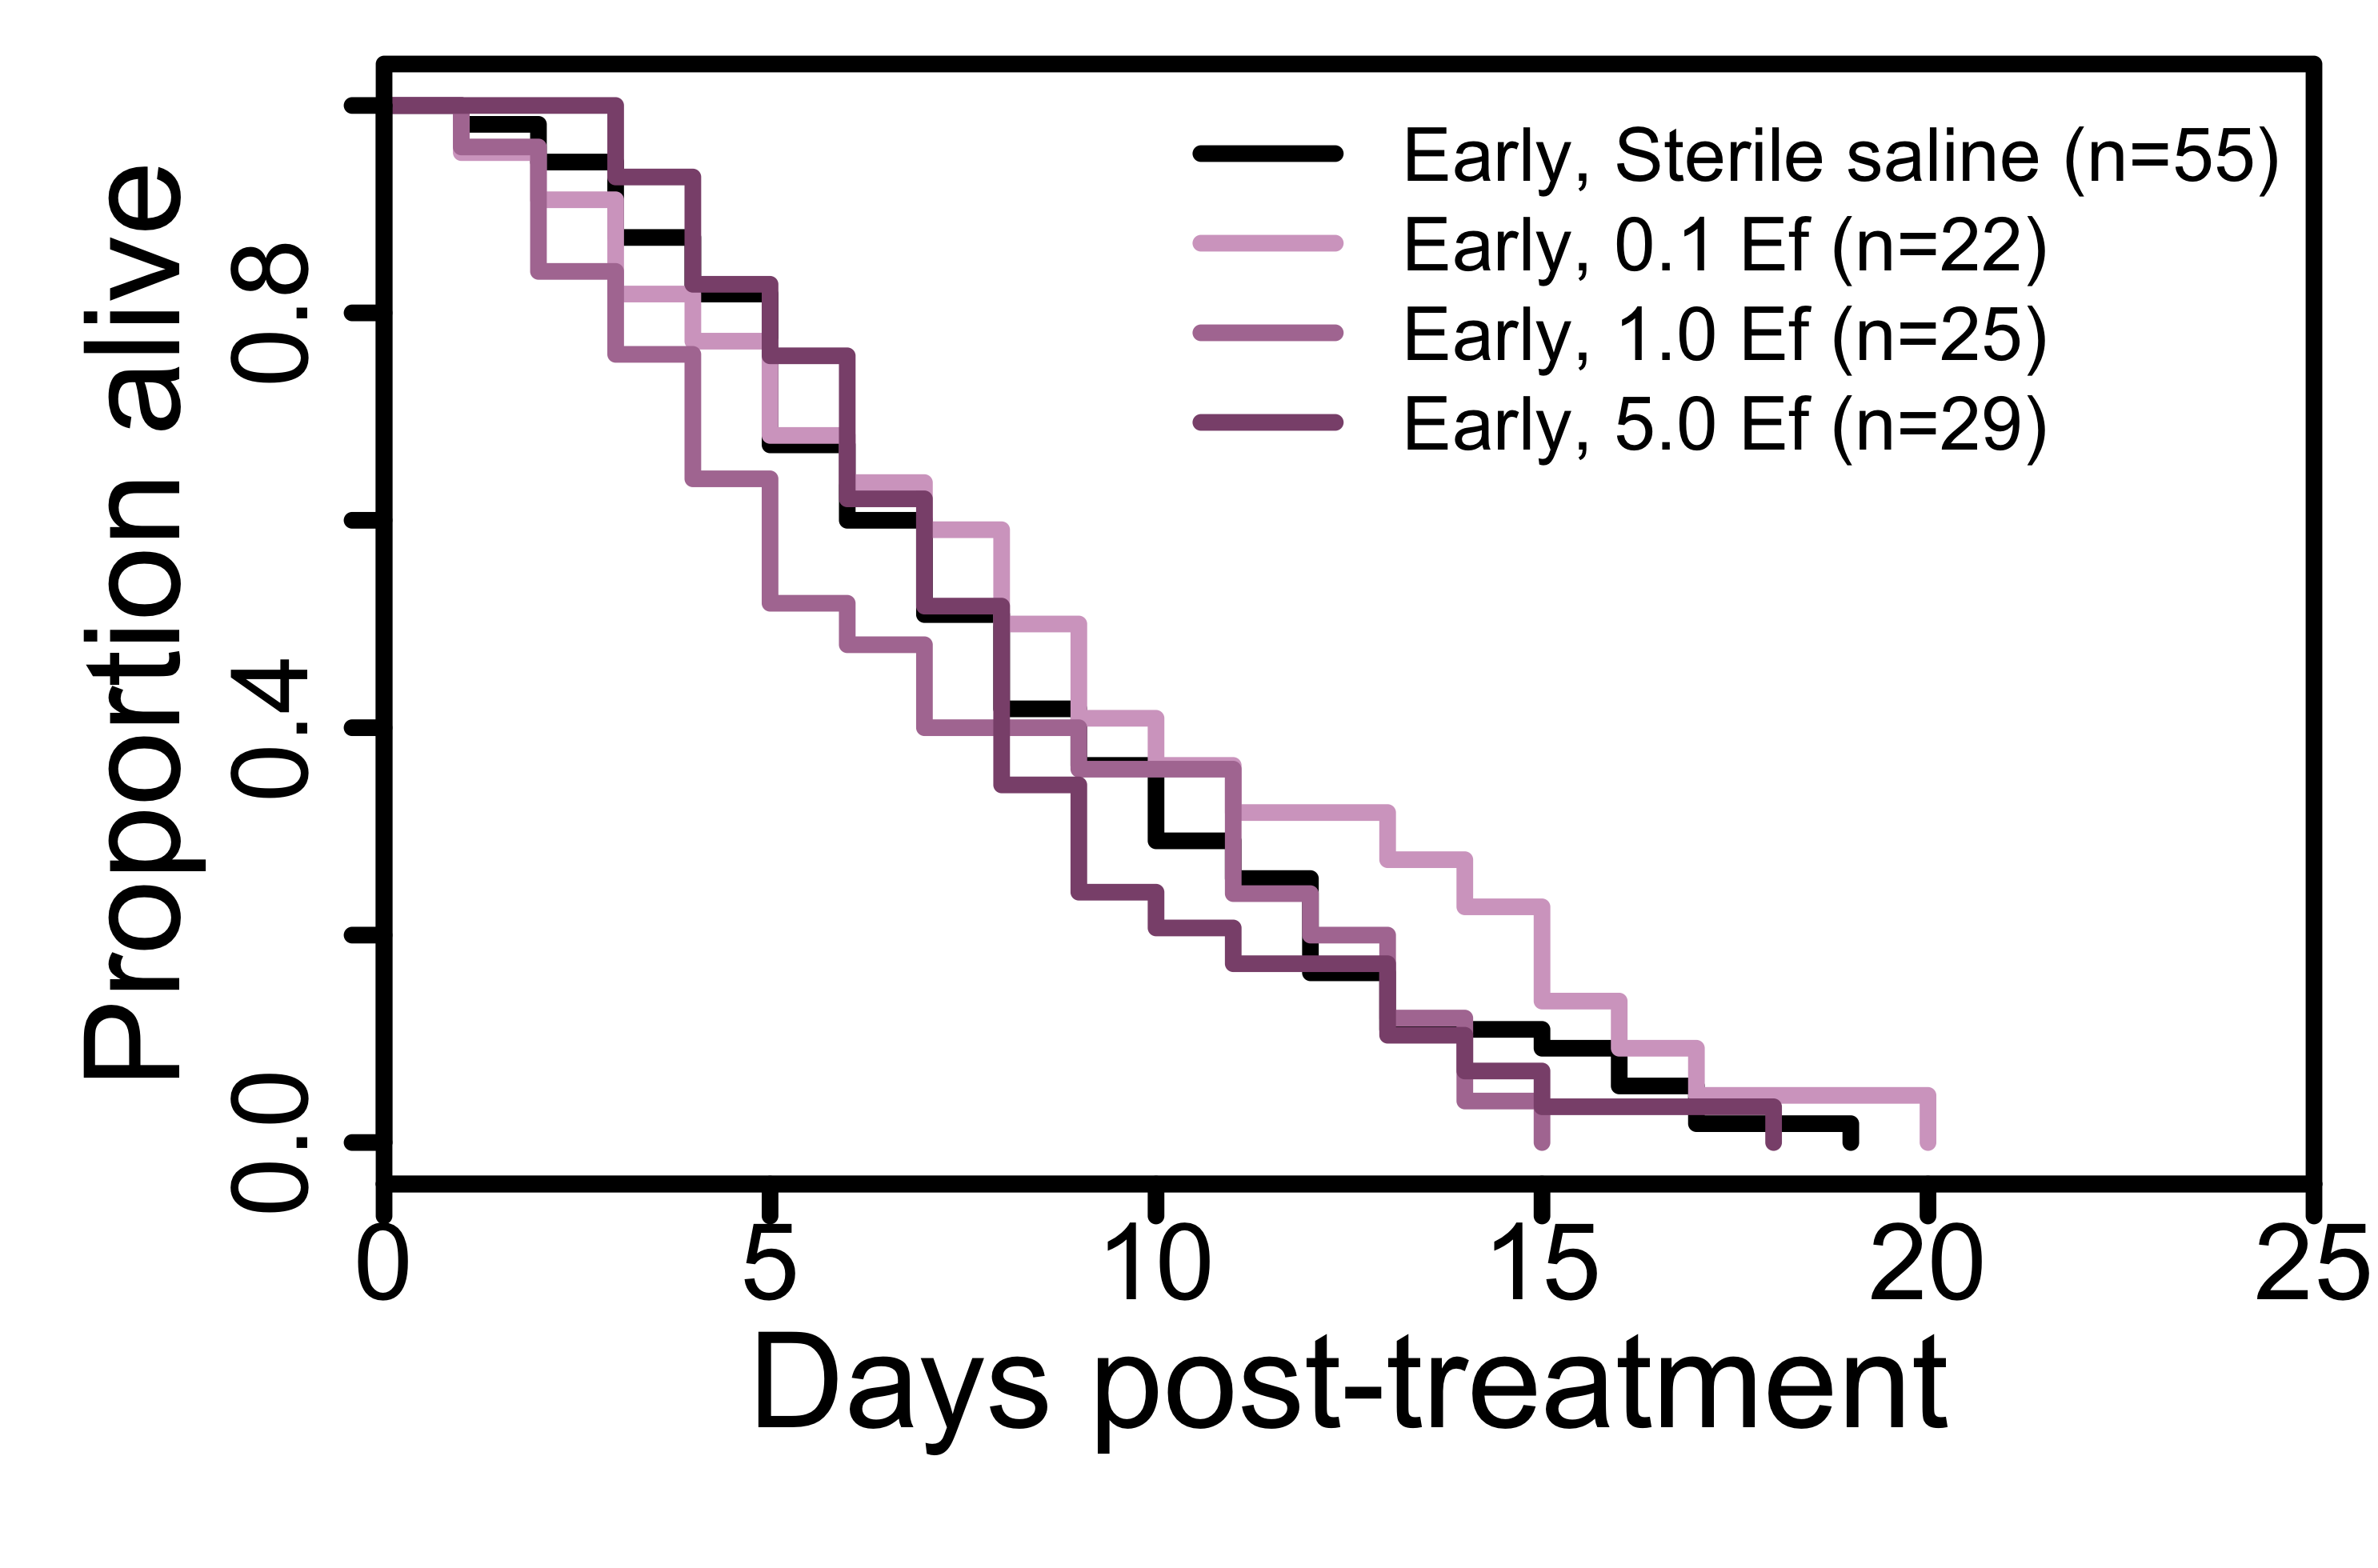 Proportion alive
0.8
0.4
0.0
Early, Sterile saline (n=55)
Early, 0.1 Ef (n=22)
Early, 1.0 Ef (n=25)
Early, 5.0 Ef (n=29)
0 5 10 15 20 25
Days post-treatment